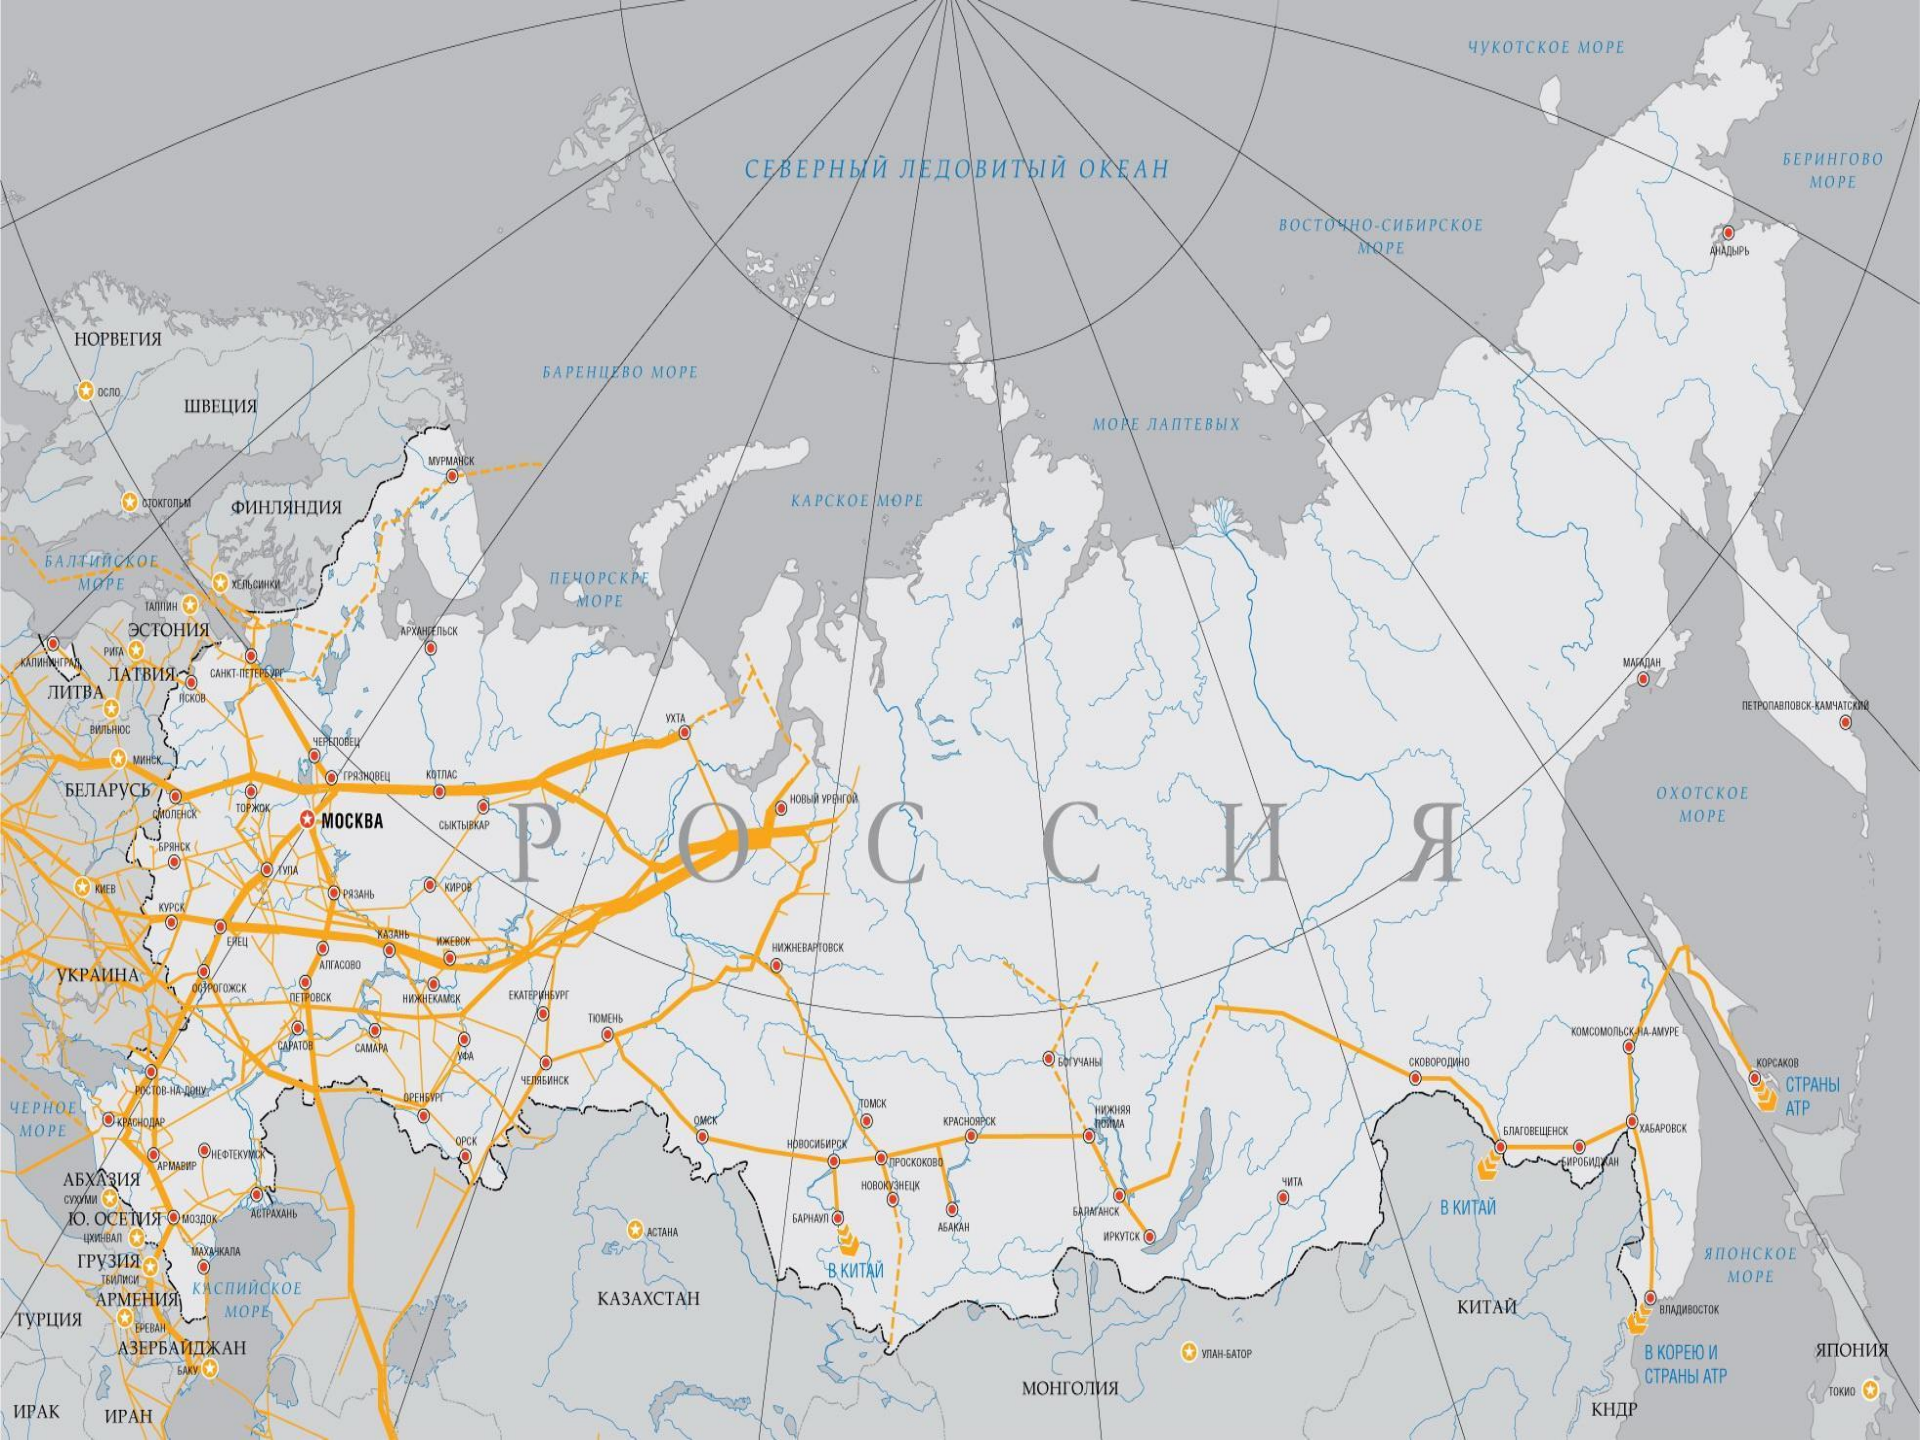 ЧУКОТСКОЕ МОРЕ
БЕРИНГОВО
МОРЕ
СЕВЕРНЫЙ ЛЕДОВИТЫЙ ОКЕАН
ВОСТОЧНО-СИБИРСКОЕ
МОРЕ
АНАДЫРЬ
НОРВЕГИЯ
ОСЛО
ШВЕЦИЯ
БАРЕНЦЕВО МОРЕ
МОРЕ ЛАПТЕВЫХ
МУРМАНСК
СТОКГОЛЬМ
ФИНЛЯНДИЯ
КАРСКОЕ МОРЕ
БАЛТИЙСКОЕ
МОРЕ
ХЕЛЬСИНКИ
ПЕЧОРСКРЕ
МОРЕ
ТАЛЛИН
ЭСТОНИЯ
АРХАНГЕЛЬСК
РИГА
КАЛИНИНГРАД
ЛАТВИЯ
САНКТ-ПЕТЕРБУРГ
МАГАДАН
ЛИТВА
ПСКОВ
ПЕТРОПАВЛОВСК-КАМЧАТСКИЙ
ВИЛЬНЮС
УХТА
ЧЕРЕПОВЕЦ
МИНСК
ГРЯЗНОВЕЦ
КОТЛАС
БЕЛАРУСЬ
ОХОТСКОЕ
МОРЕ
НОВЫЙ УРЕНГОЙ
СМОЛЕНСК
ТОРЖОК
МОСКВА
СЫКТЫВКАР
РОССИЯ
БРЯНСК
ТУЛА
КИЕВ
РЯЗАНЬ
КИРОВ
КУРСК
ЕЛЕЦ
КАЗАНЬ
ИЖЕВСК
НИЖНЕВАРТОВСК
АЛГАСОВО
УКРАИНА
ОСТРОГОЖСК
ПЕТРОВСК
НИЖНЕКАМСК
ЕКАТЕРИНБУРГ
ТЮМЕНЬ
САРАТОВ
САМАРА
УФА
КОМСОМОЛЬСК-НА-АМУРЕ
БОГУЧАНЫ
СКОВОРОДИНО
КОРСАКОВ
ЧЕЛЯБИНСК
СТРАНЫ
АТР
РОСТОВ-НА-ДОНУ
ОРЕНБУРГ
ЧЕРНОЕ
МОРЕ
КРАСНОДАР
ТОМСК
НИЖНЯЯ
ПОЙМА
ОМСК
КРАСНОЯРСК
БЛАГОВЕЩЕНСК
ХАБАРОВСК
НОВОСИБИРСК
ОРСК
НЕФТЕКУМСК
АРМАВИР
ПРОСКОКОВО
БИРОБИДЖАН
АБХАЗИЯ
СУХУМИ
НОВОКУЗНЕЦК
ЧИТА
В КИТАЙ
АСТРАХАНЬ
БАЛАГАНСК
Ю. ОСЕТИЯ
МОЗДОК
БАРНАУЛ
АБАКАН
АСТАНА
ИРКУТСК
ЦХИНВАЛ
МАХАЧКАЛА
ЯПОНСКОЕ
МОРЕ
ГРУЗИЯ
ТБИЛИСИ
В КИТАЙ
КАСПИЙСКОЕ
МОРЕ
АРМЕНИЯ
КАЗАХСТАН
КИТАЙ
ВЛАДИВОСТОК
ТУРЦИЯ
ЕРЕВАН
АЗЕРБАЙДЖАН
УЛАН-БАТОР
В КОРЕЮ И
СТРАНЫ АТР
ЯПОНИЯ
БАКУ
МОНГОЛИЯ
ТОКИО
ИРАК
ИРАН
КНДР